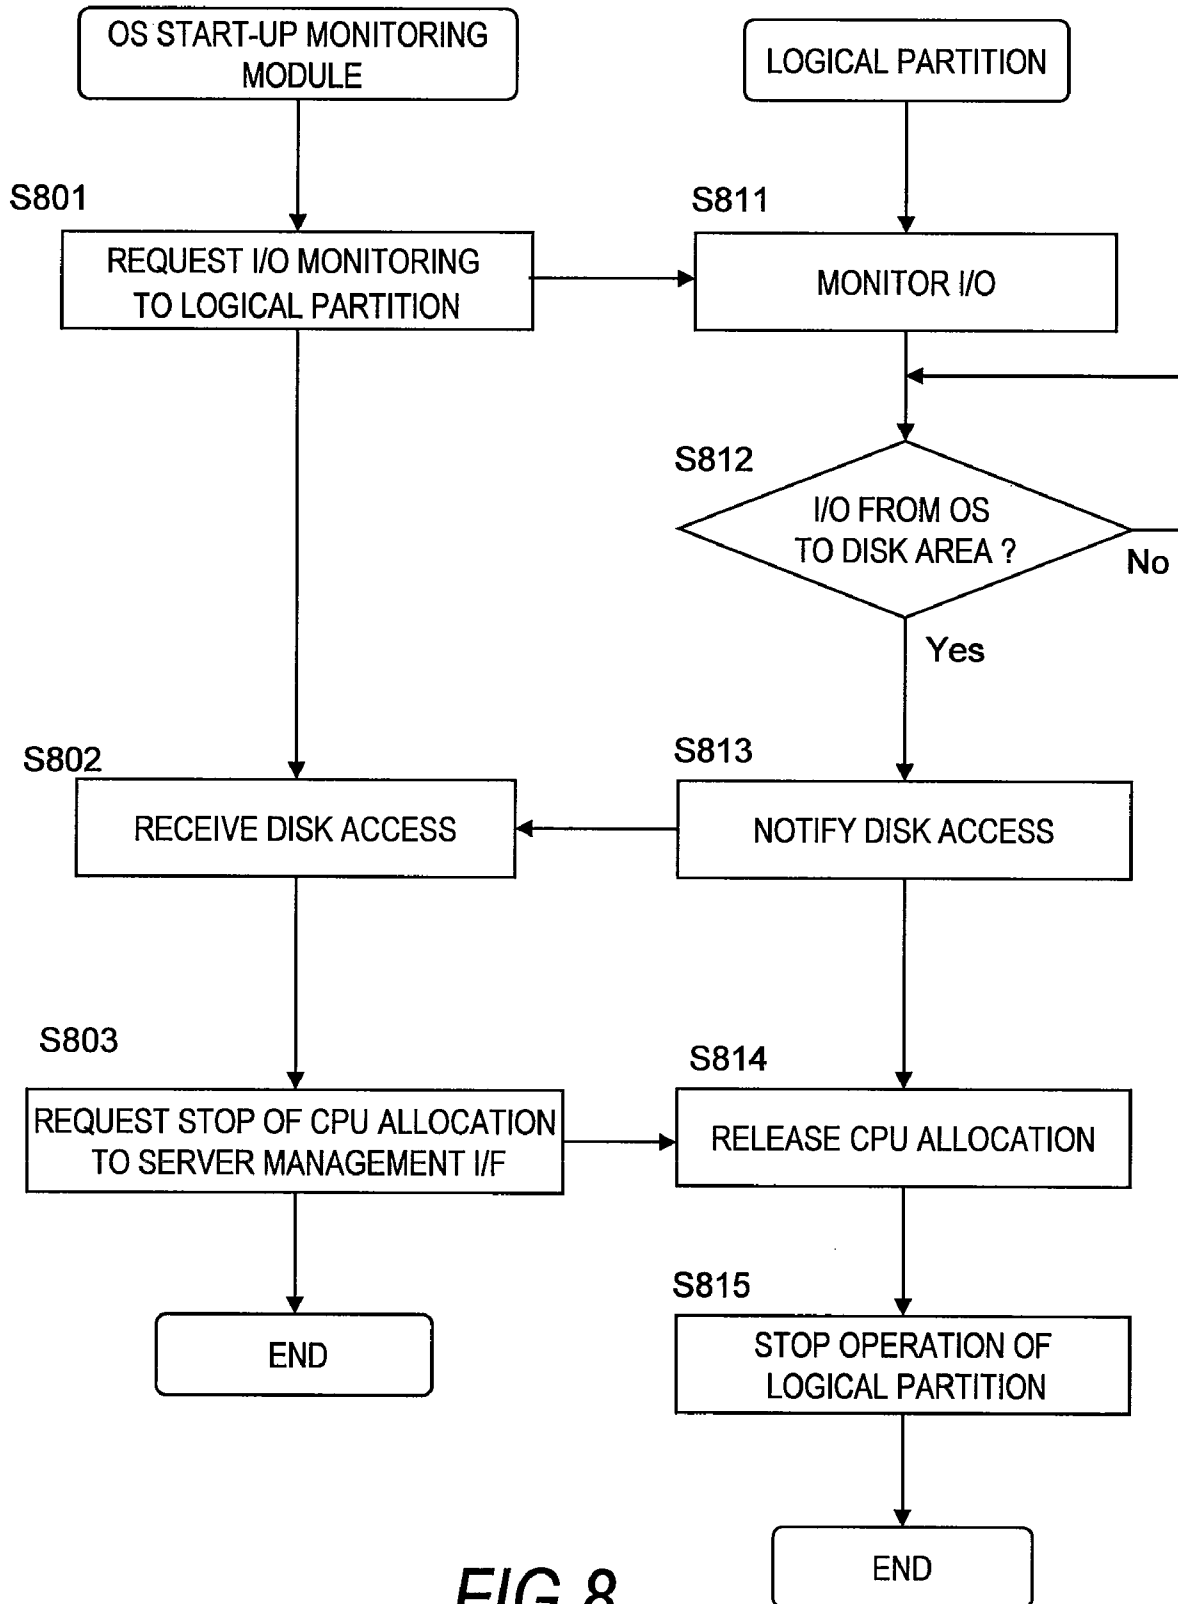 OS START-UP MONITORING
MODULE
LOGICAL PARTITION
S801
REQUEST I/O MONITORING
TO LOGICAL PARTITION
S811
MONITOR I/O
S812
I/O FROM OS
TO DISK AREA ?
No
Yes
S802
RECEIVE DISK ACCESS
S813
NOTIFY DISK ACCESS
S803
REQUEST STOP OF CPU ALLOCATION
TO SERVER MANAGEMENT I/F
S814
RELEASE CPU ALLOCATION
END
S815
STOP OPERATION OF
LOGICAL PARTITION
END
FIG.8